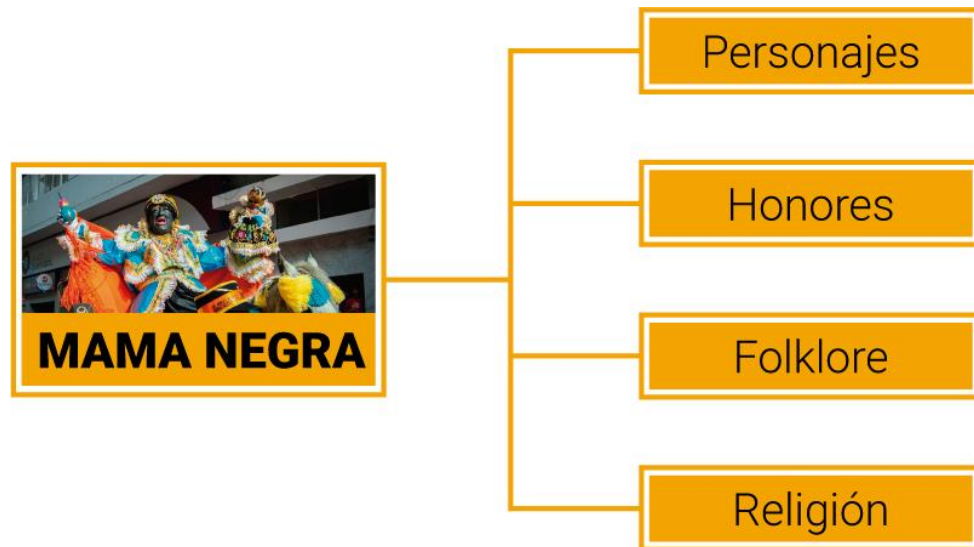 MAMA NEGRA
Personajes
Honores
Folklore
Religión